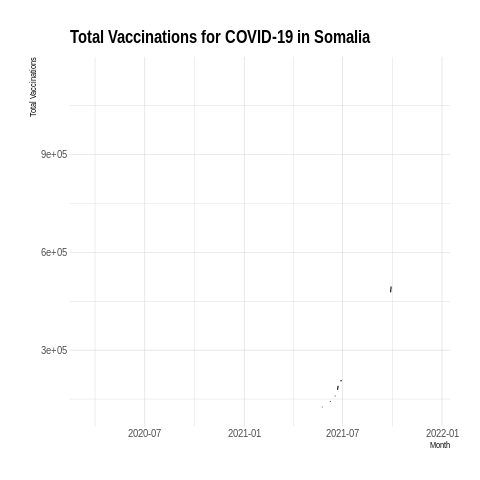 Total Vaccinations for COVID-19 in Somalia
Total Vaccinations
9e+05
6e+05
3e+05
2020-07 2021-01 2021-07 2022-01
Month